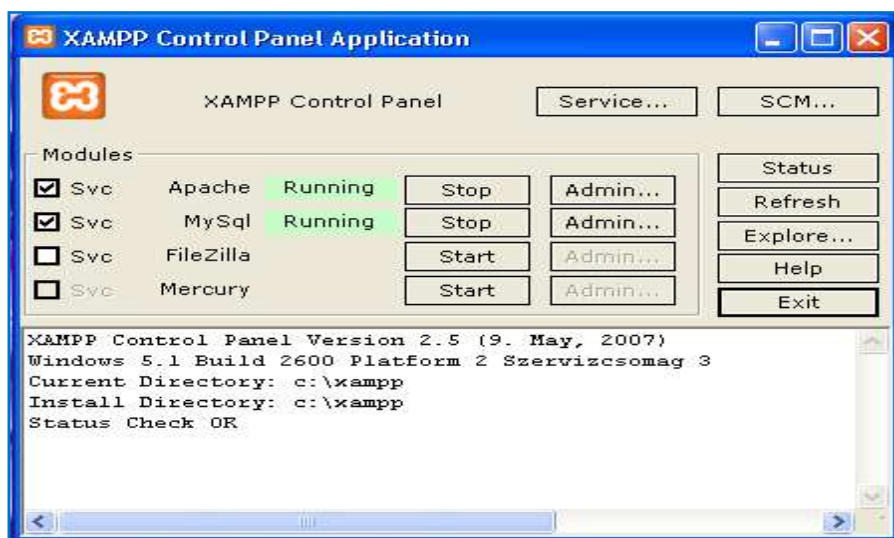 XAMPP Control Panel Application
XAMPP Control Panel Service... SCM...
Modules
Svc Apache Running Stop Admin...
Svc MySql Running Stop Admin...
Svc FileZilla Start Admin...
Svc Mercury Start Admin...
Status
Refresh
Explore...
Help
Exit
XAMPP Control Panel Version 2.5 (9. May, 2007)
Windows 5.1 Build 2600 Platform 2 Szervizcsomag 3
Current Directory: c:\xampp
Install Directory: c:\xampp
Status Check OK